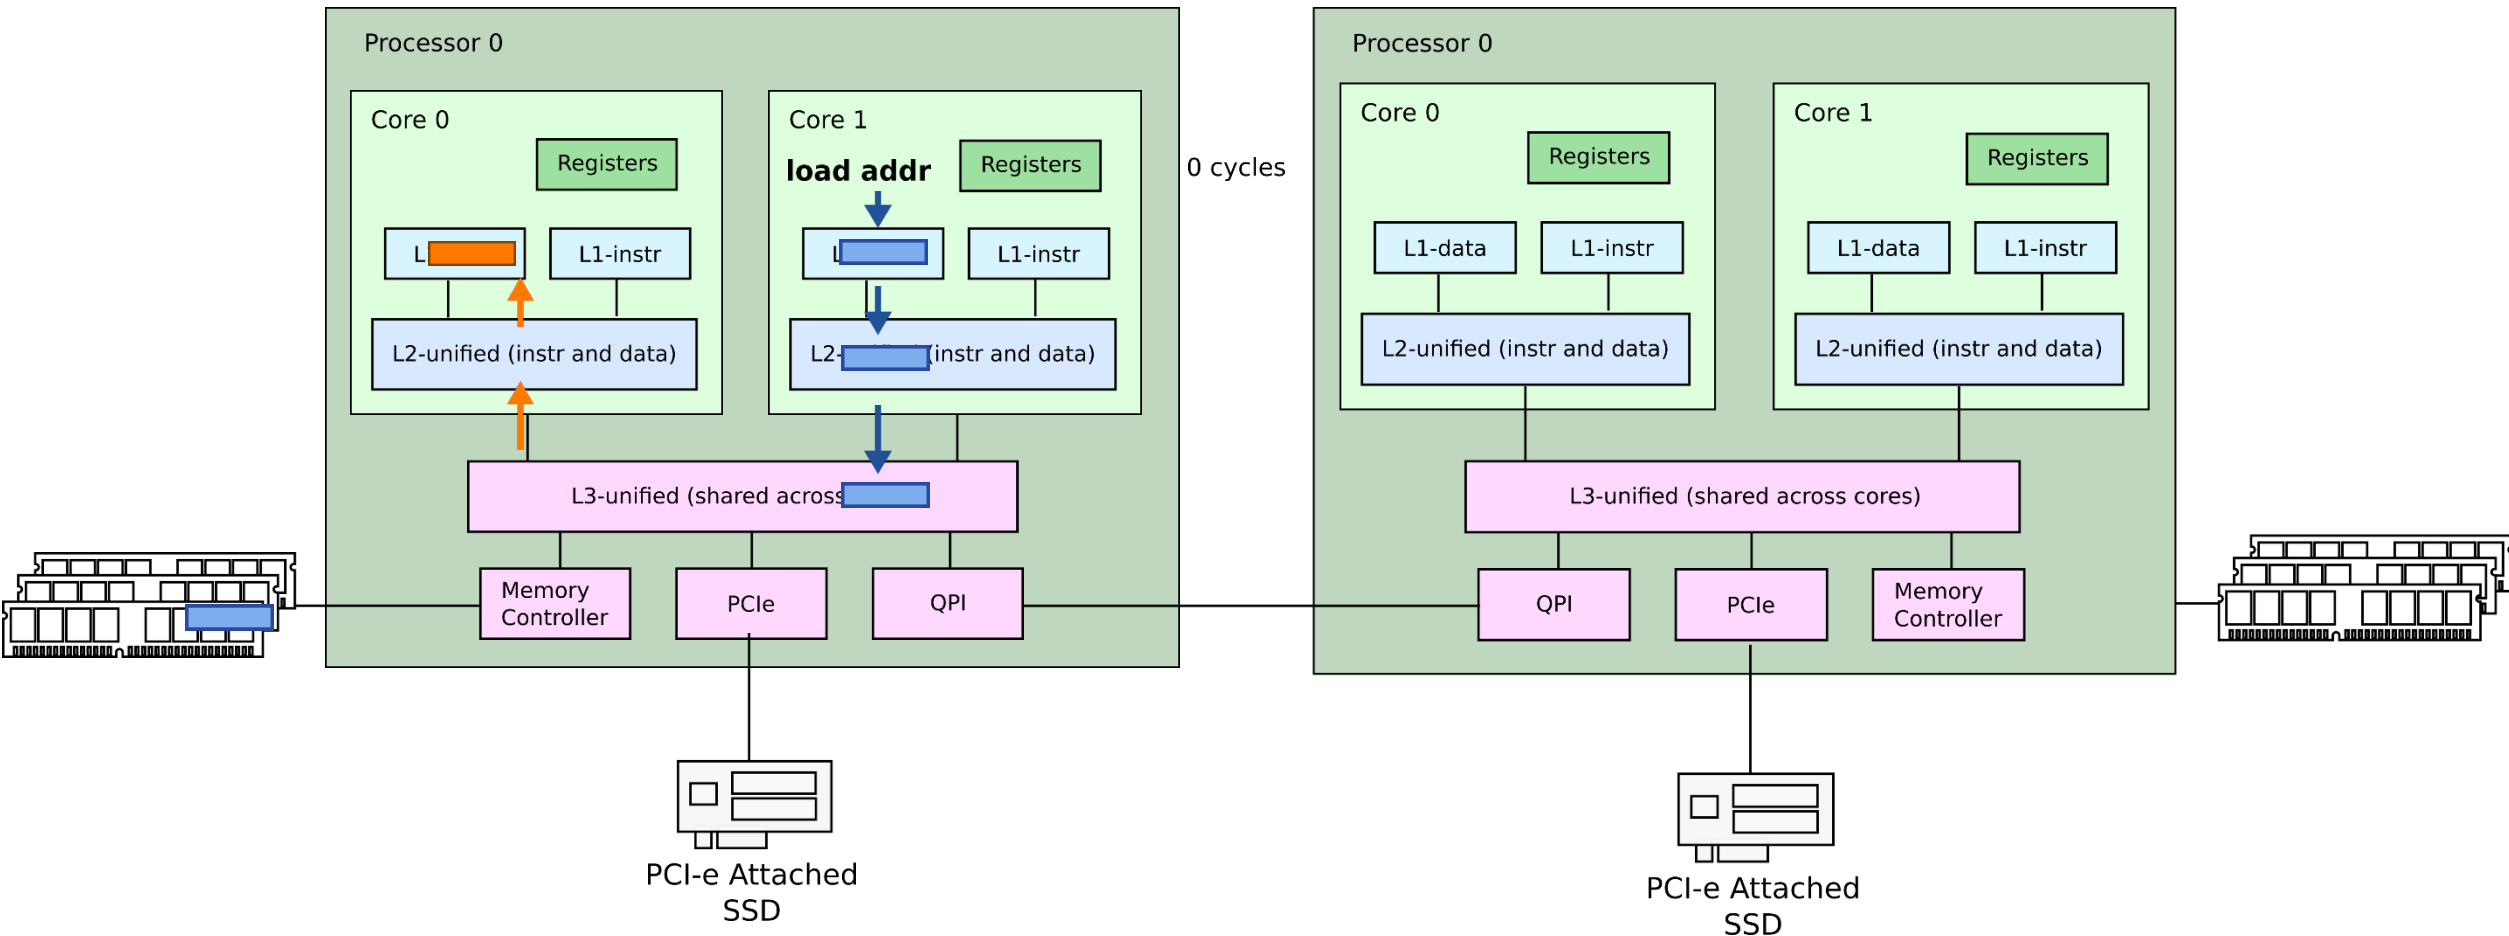 Processor 0
Core 0
Registers
L
L1-instr
L2-unified (instr and data)
Core 1
load addr
Registers
L1-instr
L2- (instr and data)
L3-unified (shared across
Memory
Controller
PCIe
QPI
PCI-e Attached
SSD
0 cycles
Processor 0
Core 0
Registers
L1-data
L1-instr
L2-unified (instr and data)
Core 1
Registers
L1-data
L1-instr
L2-unified (instr and data)
L3-unified (shared across cores)
QPI
PCIe
Memory
Controller
PCI-e Attached
SSD